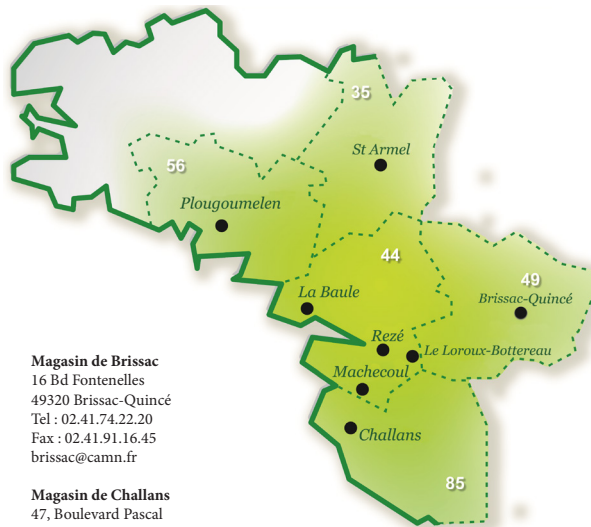 35
St Armel
56
Plougoumelen
44
49
La Baule
Brissac-Quincé
Rezé
Le Loroux-Bottereau
Machecoul
Challans
85
Magasin de Brissac
16 Bd Fontenelles
49320 Brissac-Quincé
Tel : 02.41.74.22.20
Fax : 02.41.91.16.45
brissac@camn.fr
Magasin de Challans
47, Boulevard Pascal